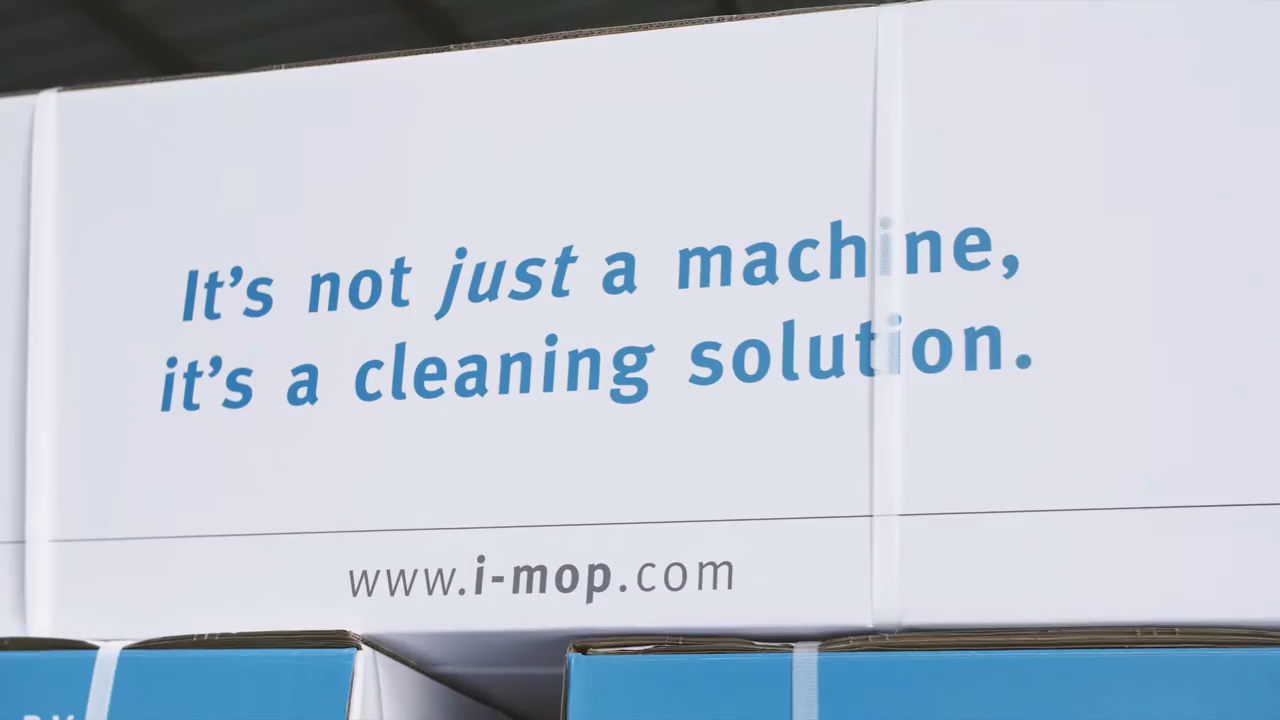 It's not just a machine,
it's a cleaning solution.
www.i-mop.com